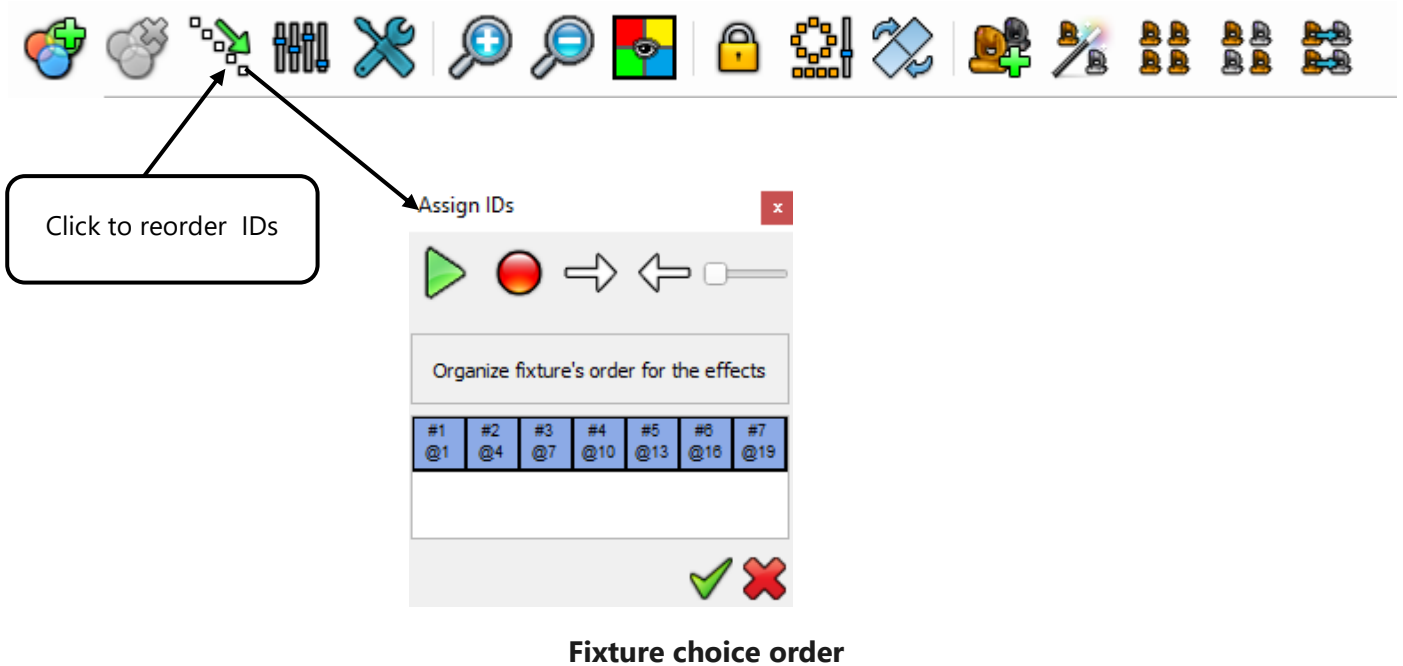 Click to reorder IDs
Assign IDs
x
Organize fixture's order for the effects
#1 #2 #3 #4 #5 #6 #7
@1 @4 @7 @10 @13 @16 @19
Fixture choice order